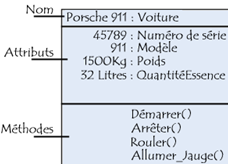 Nom
Porsche 911 : Voiture
Attributs
45789 : Numéro de série
911 : Modèle
1500Kg : Poids
32 Litres : QuantitéEssence
Méthodes
Démarrer()
Arrêter()
Rouler()
Allumer_Jauge()